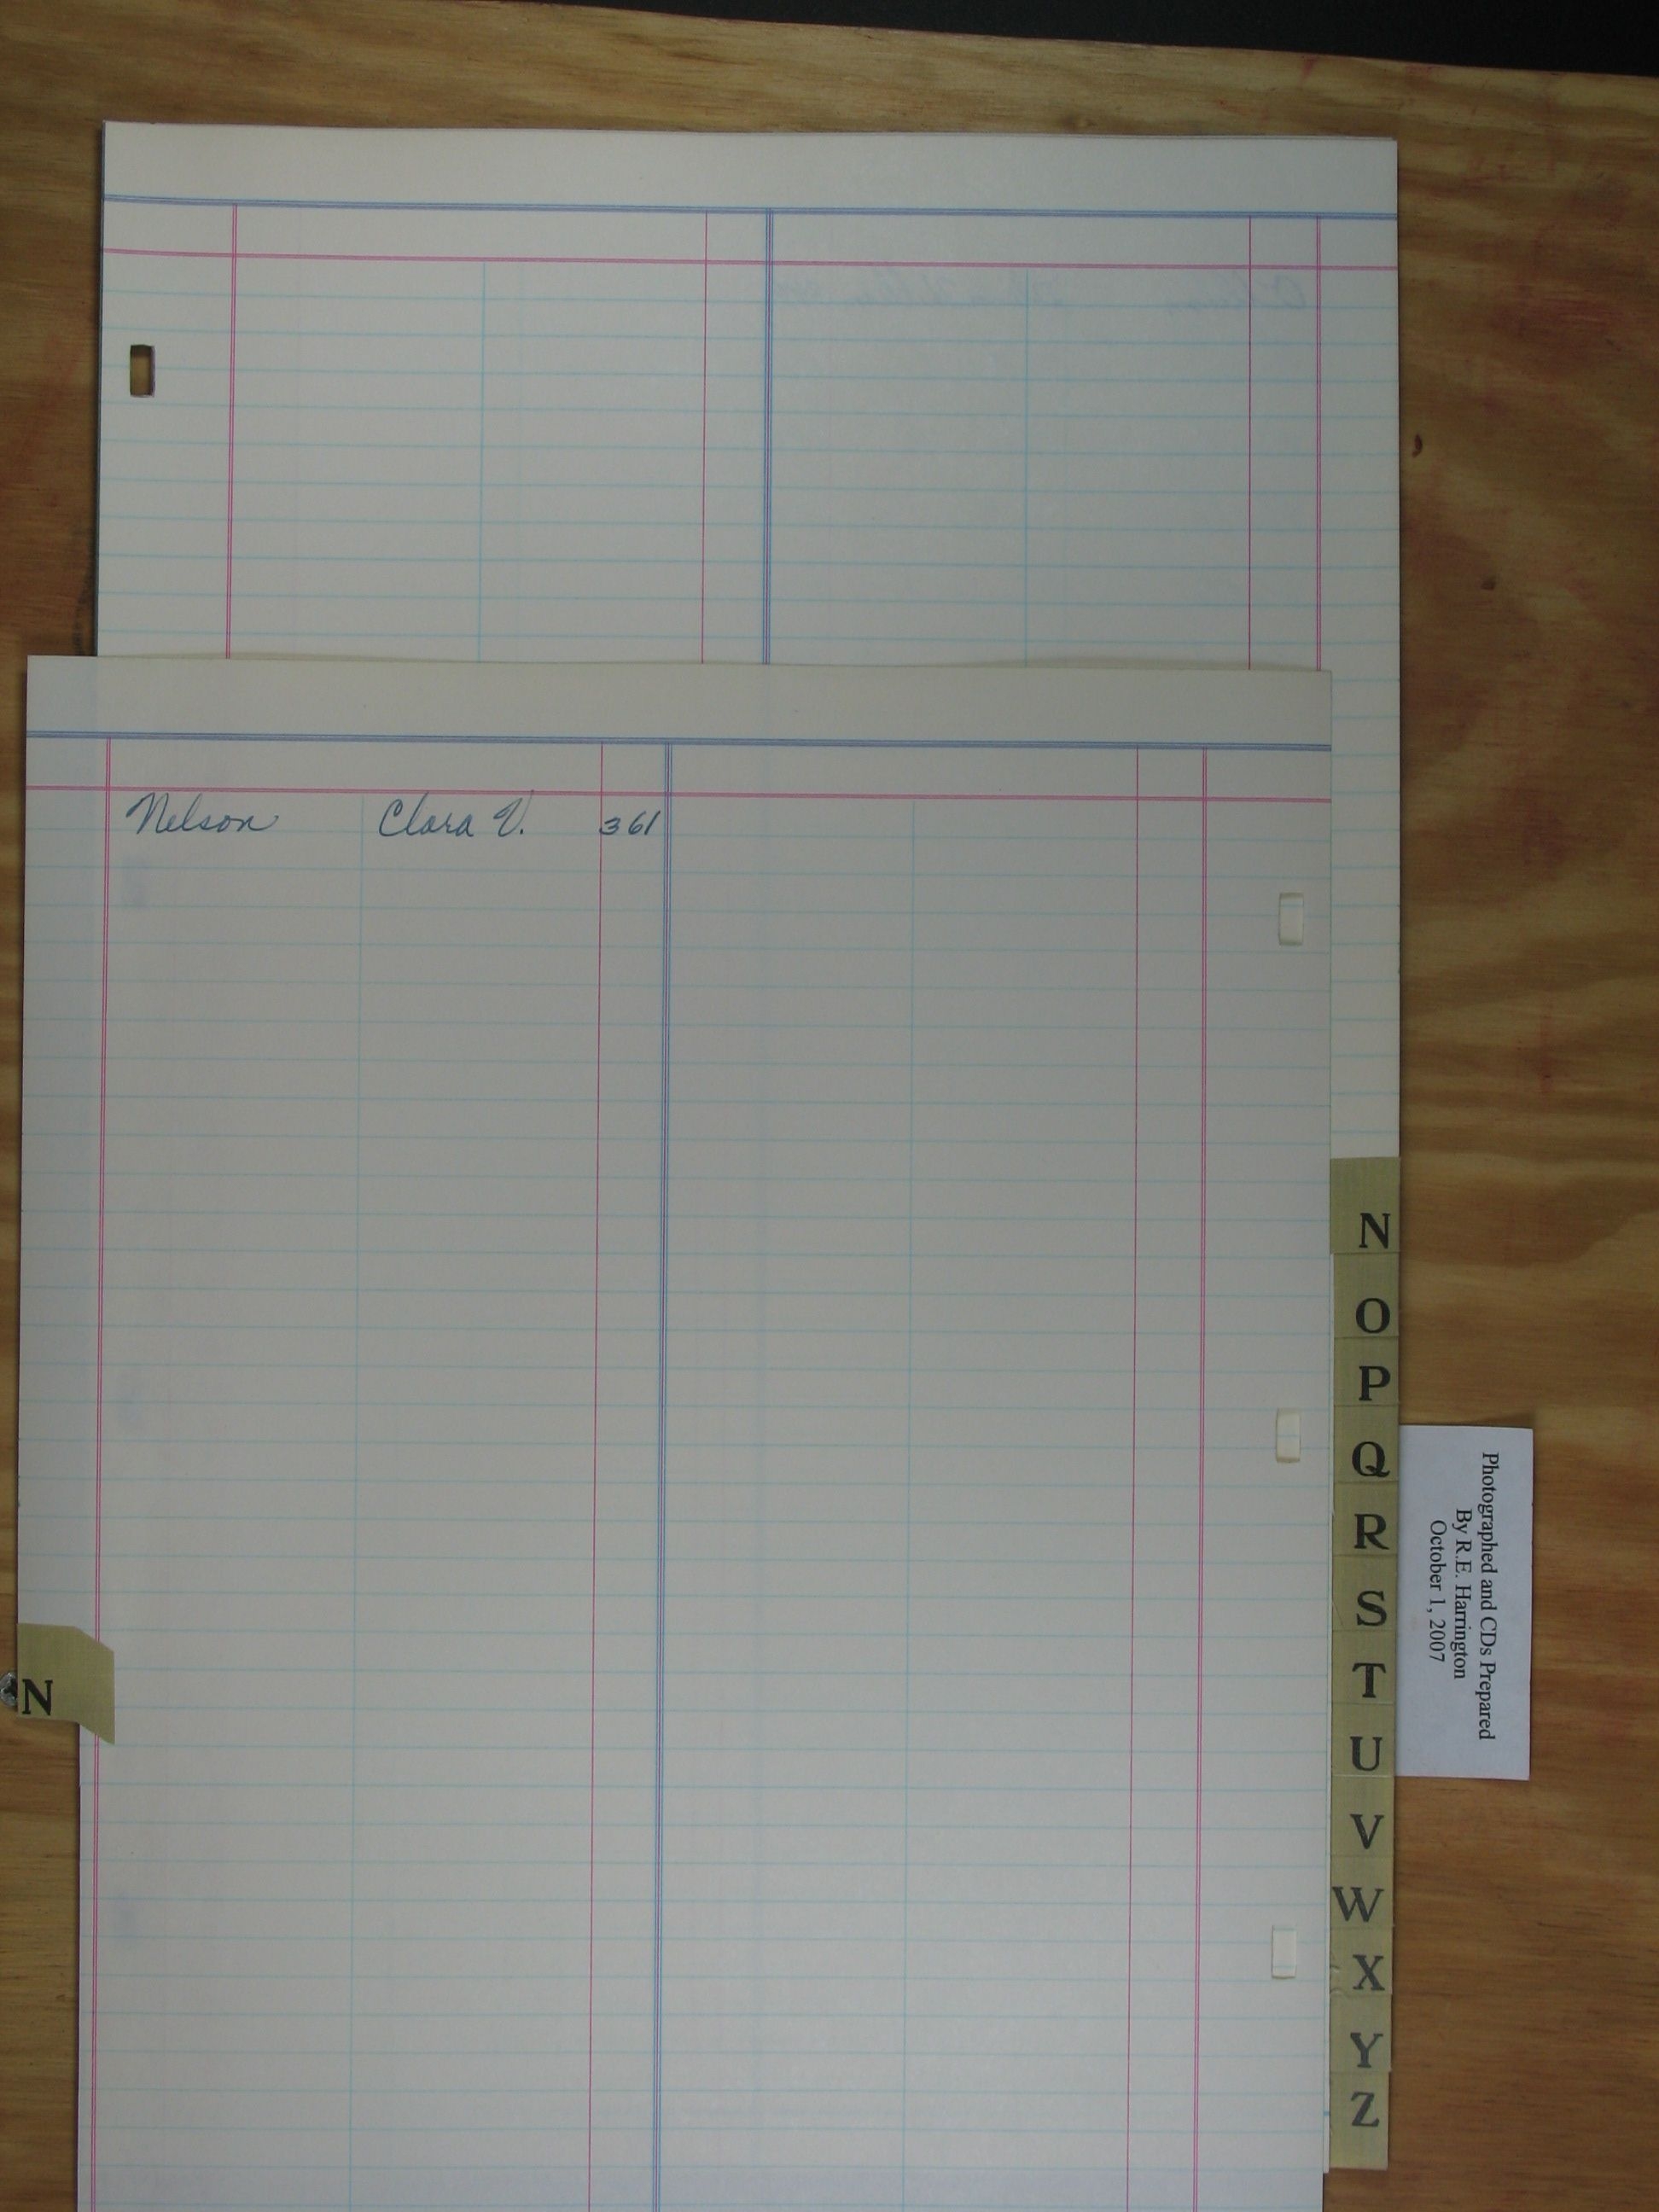 Nelson Clara V. 361
N
O
P
Q
R
S
T
U
V
W
X
Y
Z
Photographed and CDs Prepared
By R.E. Harrington
October 1, 2007
N